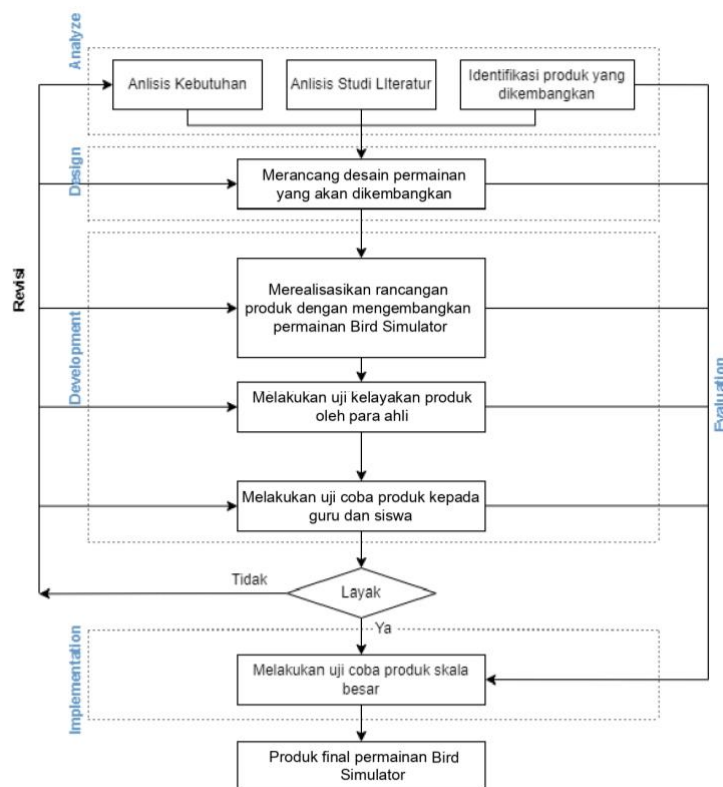 Analyze
Anlisis Kebutuhan
Anlisis Studi LIteratur
Identifikasi produk yang
dikembangkan
Design
Merancang desain permainan
yang akan dikembangkan
Revisi
Development
Merealisasikan rancangan
produk dengan mengembangkan
permainan Bird Simulator
Melakukan uji kelayakan produk
oleh para ahli
Evaluation
Melakukan uji coba produk kepada
guru dan siswa
Tidak
Layak
Ya
Implementation
Melakukan uji coba produk skala
besar
Produk final permainan Bird
Simulator